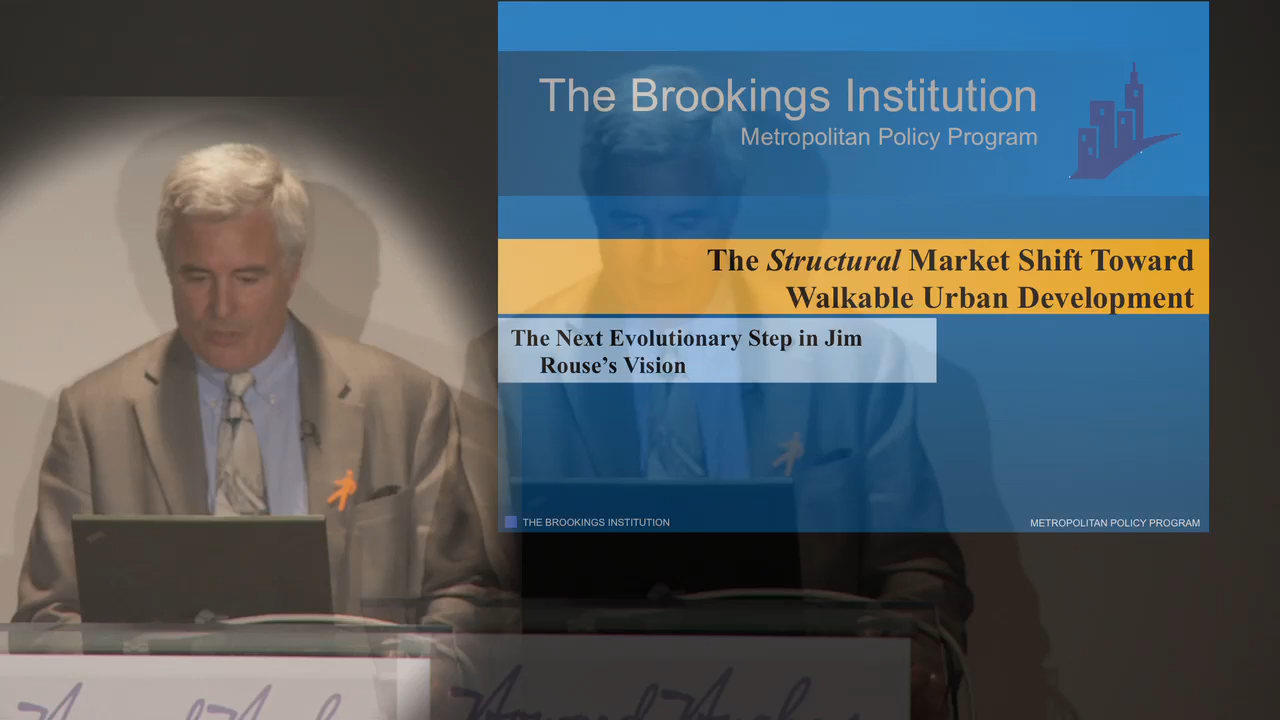 The Brookings Institution
Metropolitan Policy Program
The Structural Market Shift Toward
Walkable Urban Development
The Next Evolutionary Step in Jim
Rouse's Vision
THE BROOKINGS INSTITUTION
METROPOLITAN POLICY PROGRAM
Howard